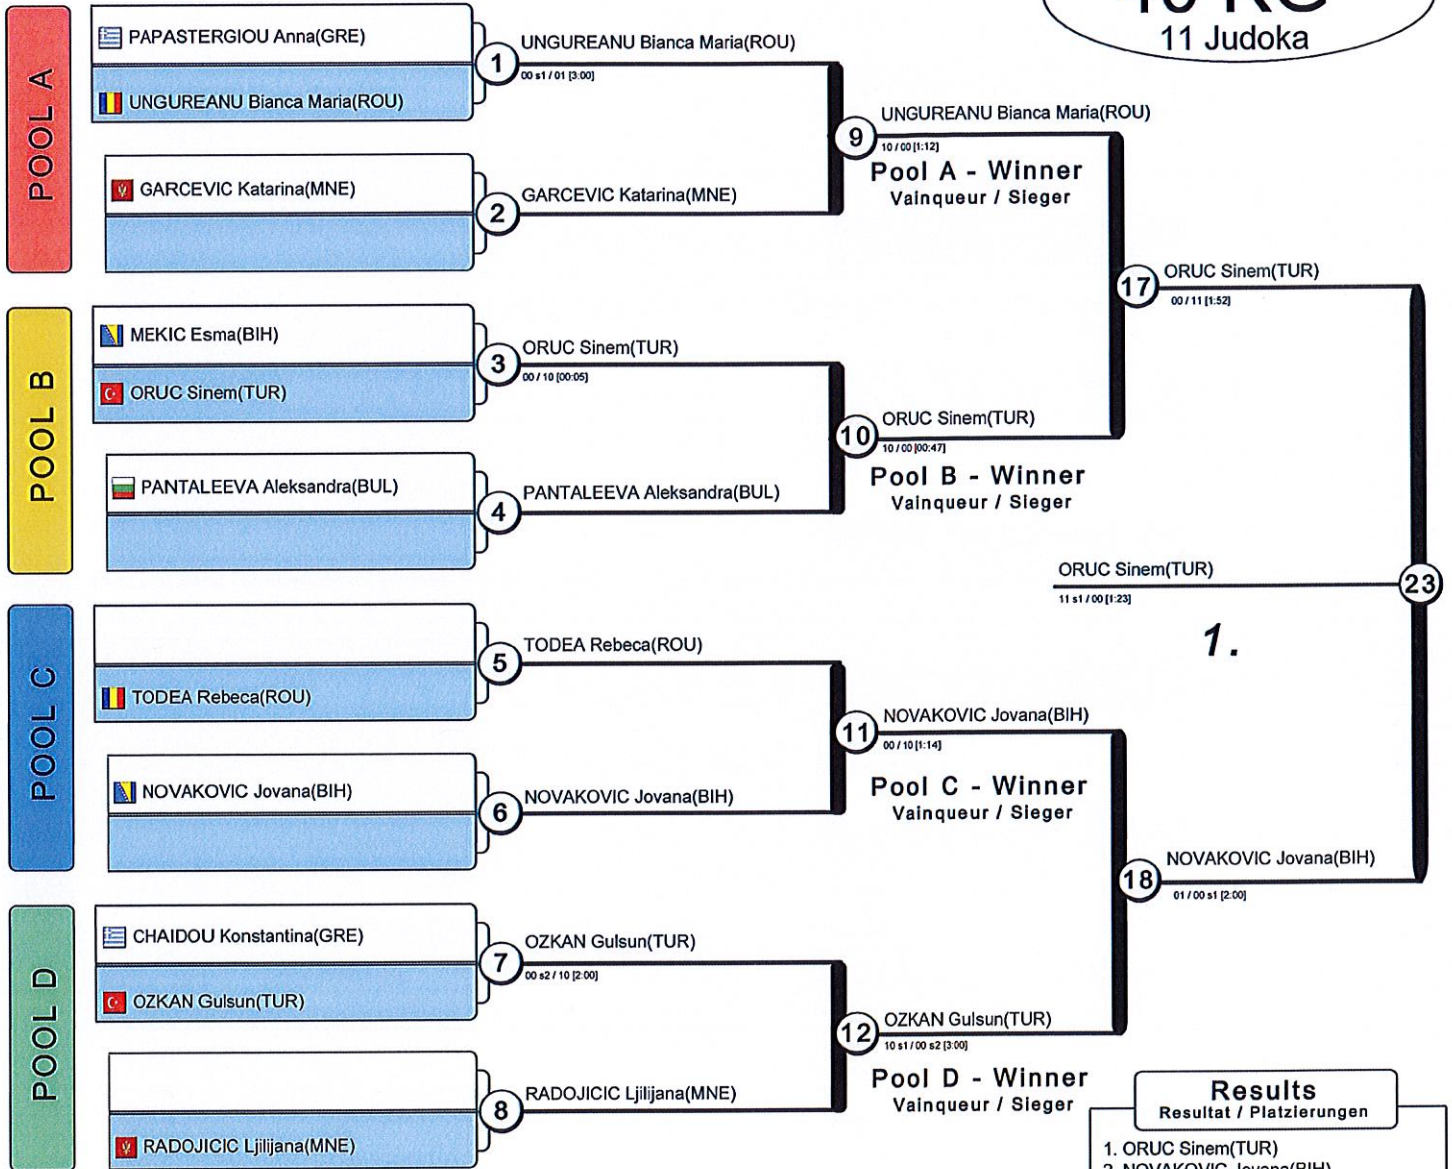 40 KG
11 Judoka
POOL A
PAPASTERGIOU Anna(GRE)
UNGUREANU Bianca Maria(ROU)
1
UNGUREANU Bianca Maria(ROU)
00 s1 / 01 [3:00]
GARCEVIC Katarina(MNE)
2
GARCEVIC Katarina(MNE)
9
UNGUREANU Bianca Maria(ROU)
10 / 00 [1:12]
Pool A - Winner
Vainqueur / Sieger
POOL B
MEKIC Esma(BIH)
ORUC Sinem(TUR)
3
ORUC Sinem(TUR)
00 / 10 [00:05]
PANTALEEVA Aleksandra(BUL)
4
PANTALEEVA Aleksandra(BUL)
10
ORUC Sinem(TUR)
10 / 00 [00:47]
Pool B - Winner
Vainqueur / Sieger
17
ORUC Sinem(TUR)
00 / 11 [1:52]
ORUC Sinem(TUR)
11 s1 / 00 [1:23]
23
1.
POOL C
5
TODEA Rebeca(ROU)
TODEA Rebeca(ROU)
NOVAKOVIC Jovana(BIH)
6
NOVAKOVIC Jovana(BIH)
11
NOVAKOVIC Jovana(BIH)
00 / 10 [1:14]
Pool C - Winner
Vainqueur / Sieger
18
NOVAKOVIC Jovana(BIH)
01 / 00 s1 [2:00]
POOL D
CHAIDOU Konstantina(GRE)
OZKAN Gulsun(TUR)
7
OZKAN Gulsun(TUR)
00 s2 / 10 [2:00]
8
RADOJICIC Ljilijana(MNE)
RADOJICIC Ljilijana(MNE)
12
OZKAN Gulsun(TUR)
10 s1 / 00 s2 [3:00]
Pool D - Winner
Vainqueur / Sieger
Results
Resultat / Platzierungen
1. ORUC Sinem(TUR)
2. NOVAKOVIC Jovana(BIH)